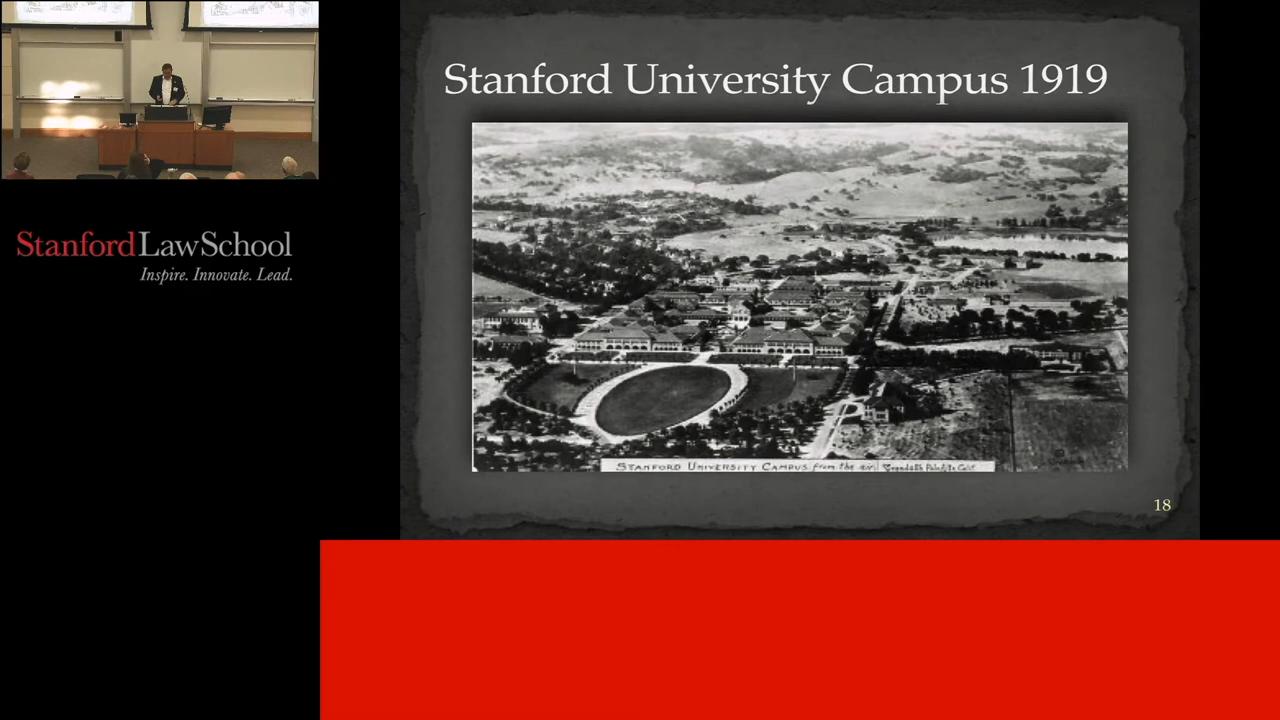 Stanford University Campus 1919
StanfordLawSchool
Inspire. Innovate. Lead.
STANFORD UNIVERSITY CAMPUS from the air.
18